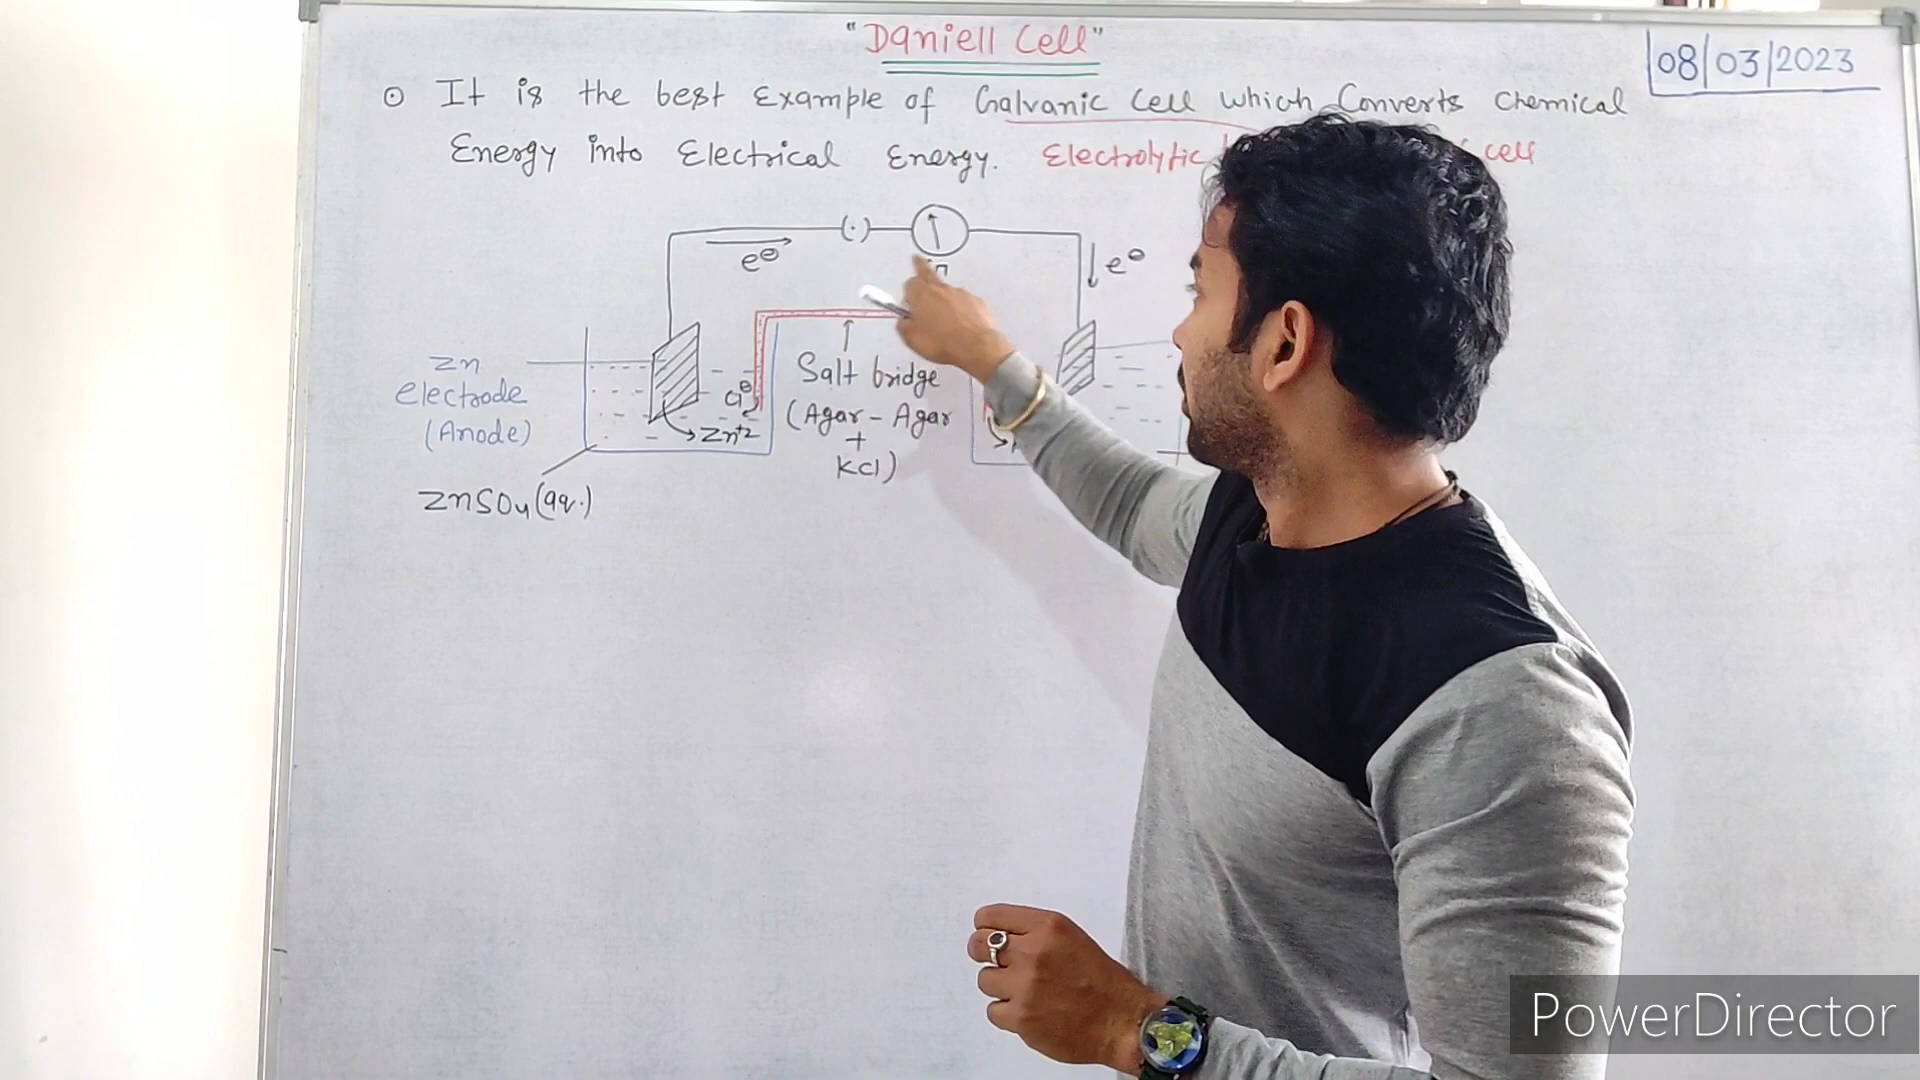 "Daniell Cell"
08/03/2023
It is the best Example of Galvanic Cell which Converts Chemical
Energy into Electrical Energy. Electrolytic cell
e⊖
e⊖
Zn
electrode
(Anode)
Cl⊖
Zn+2
Salt bridge
(Agar-Agar
+
KCl)
ZnSO4(aq.)
PowerDirector